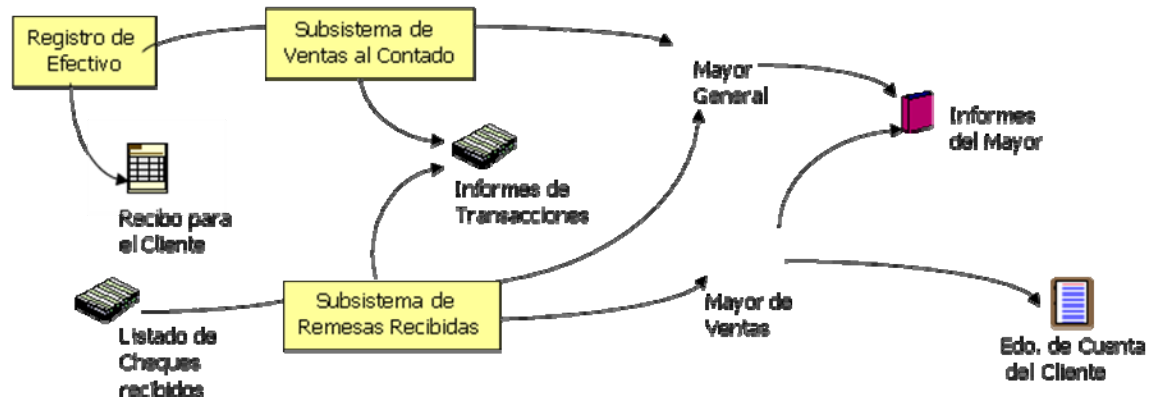 Registro de
Efectivo
Subsistema de
Ventas al Contado
Mayor
General
Informes
del Mayor
Recibo para
el Cliente
Informes de
Transacciones
Listado de
Cheques
recibidos
Subsistema de
Remesas Recibidas
Mayor de
Ventas
Edo. de Cuenta
del Cliente